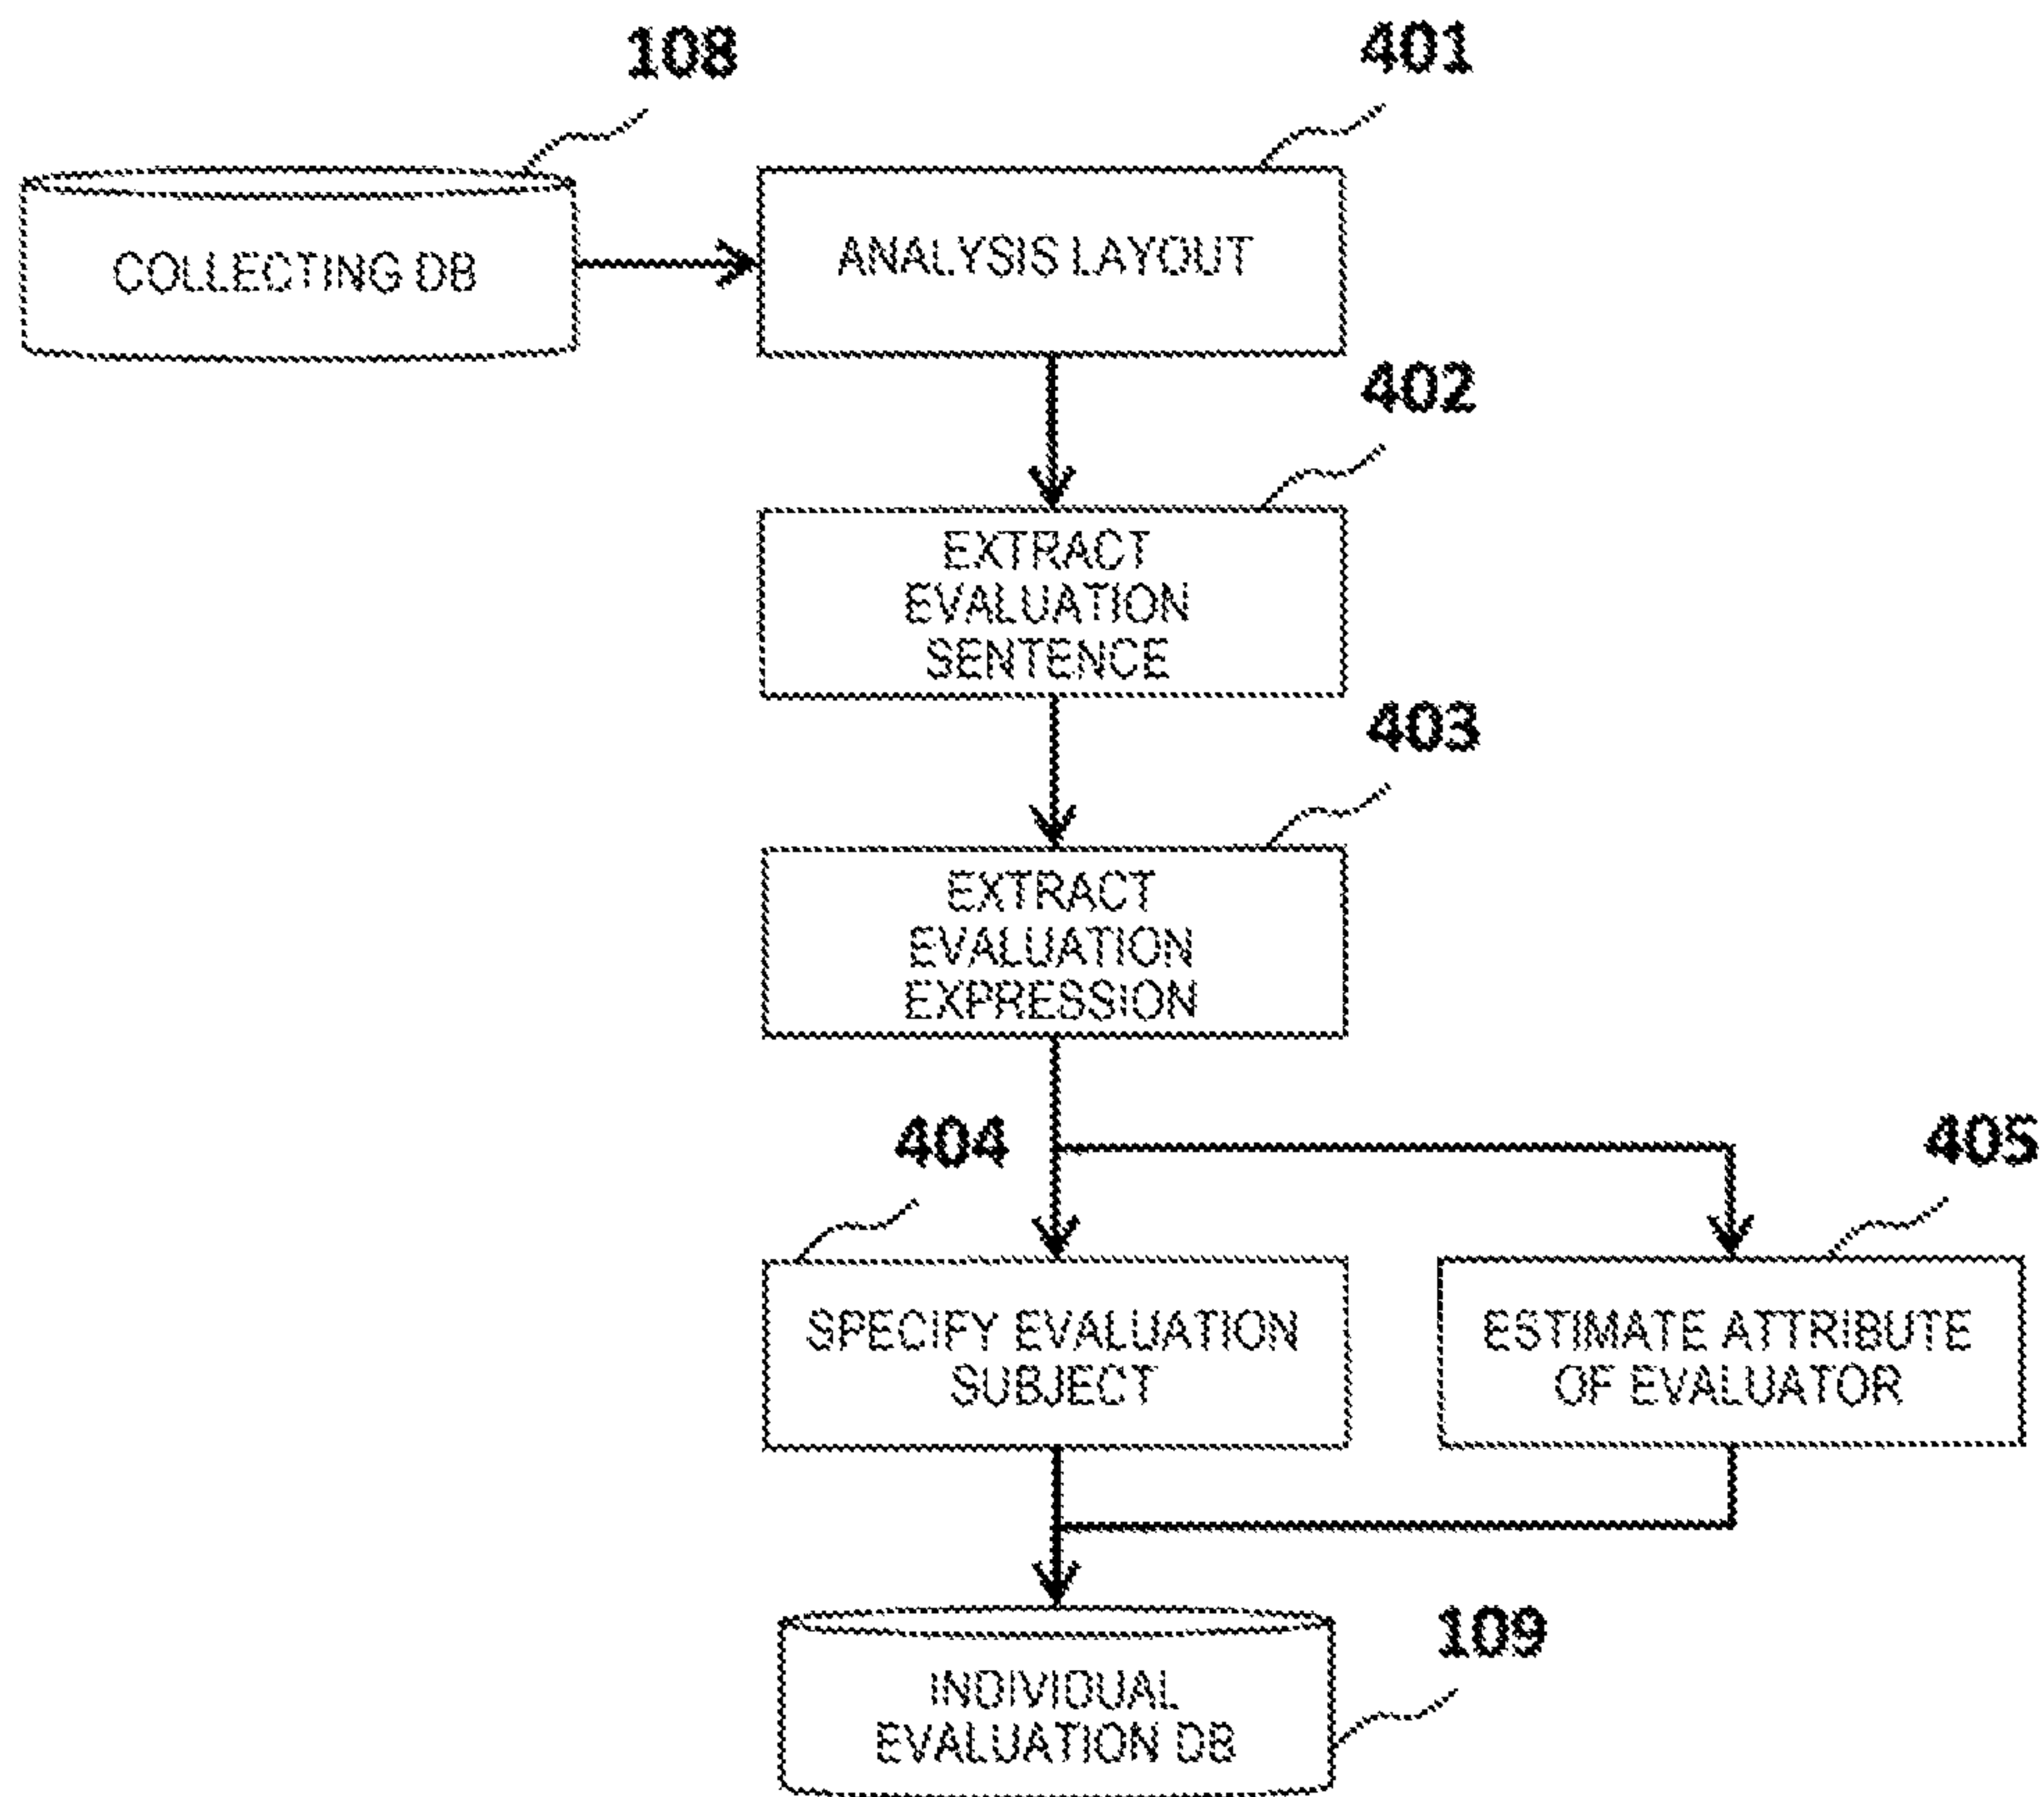 108
401
COLLECTING DB
ANALYSIS LAYOUT
402
EXTRACT
EVALUATION
SENTENCE
403
EXTRACT
EVALUATION
EXPRESSION
404
405
SPECIFY EVALUATION
SUBJECT
ESTIMATE ATTRIBUTE
OF EVALUATOR
109
INDIVIDUAL
EVALUATION DB